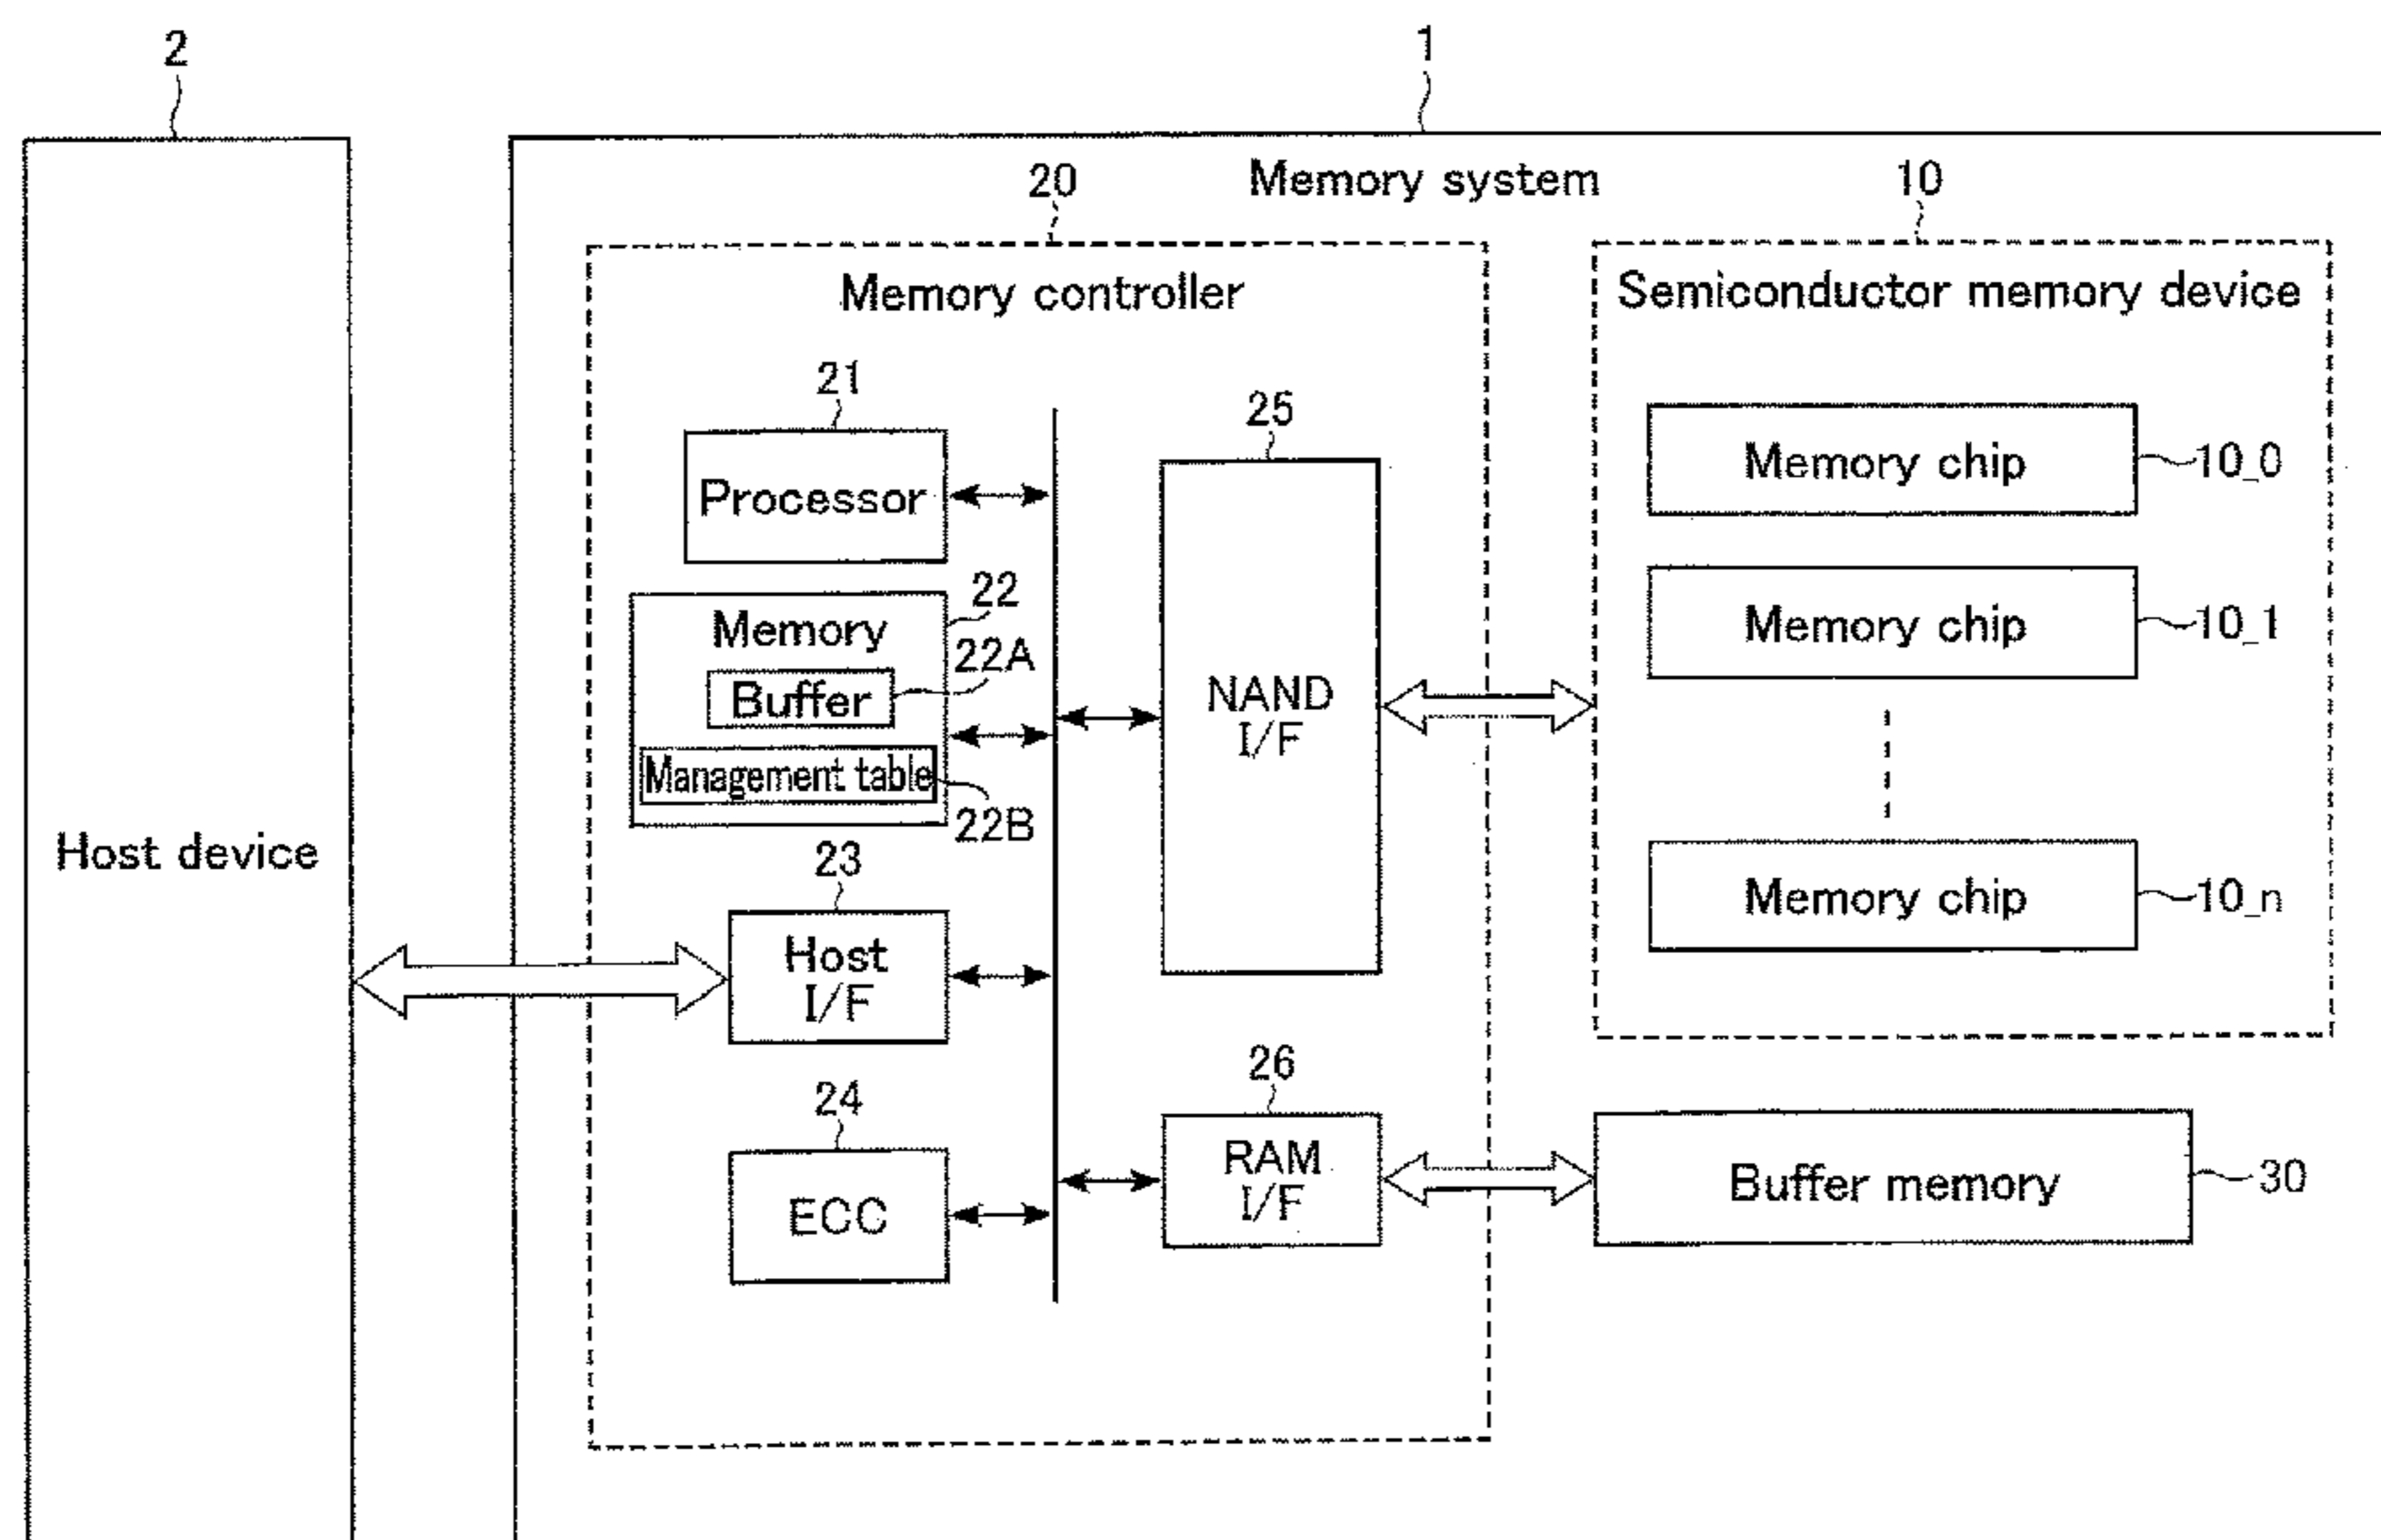 2
1
Memory system
20
10
Memory controller
Semiconductor memory device
21
Processor
25
Memory chip
10_0
22
Memory
22A
Buffer
Management table
22B
NAND
I/F
Memory chip
10_1
Memory chip
10_n
Host device
23
Host
I/F
24
ECC
26
RAM
I/F
Buffer memory
30